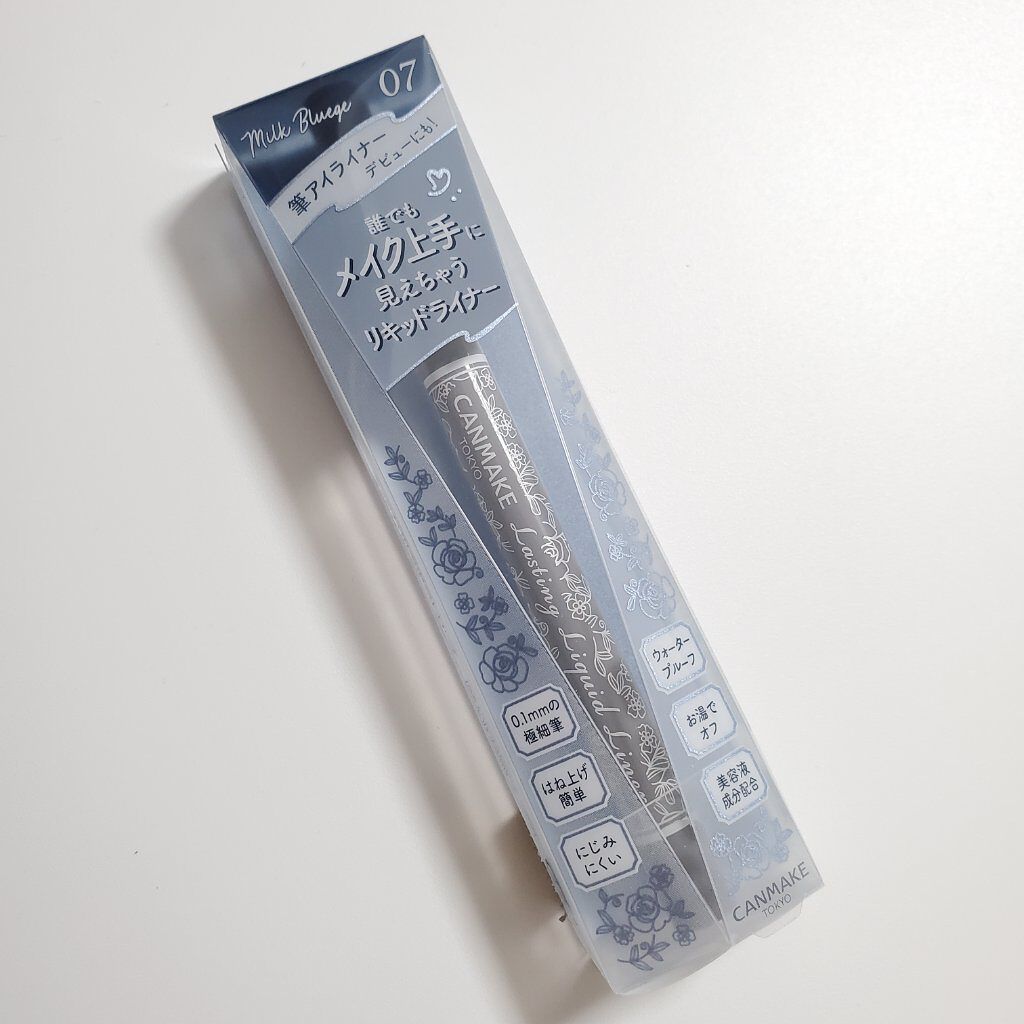 Milk Bluege 07
筆アイライナー
デビューにも!
誰でも
メイク上手に
見えちゃう
リキッドライナー
CANMAKE
TOKYO
Lasting Liquid Liner
0.1mmの
極細筆
はね上げ
簡単
にじみ
にくい
ウォーター
プルーフ
お湯で
オフ
美容液
成分配合
CANMAKE
TOKYO